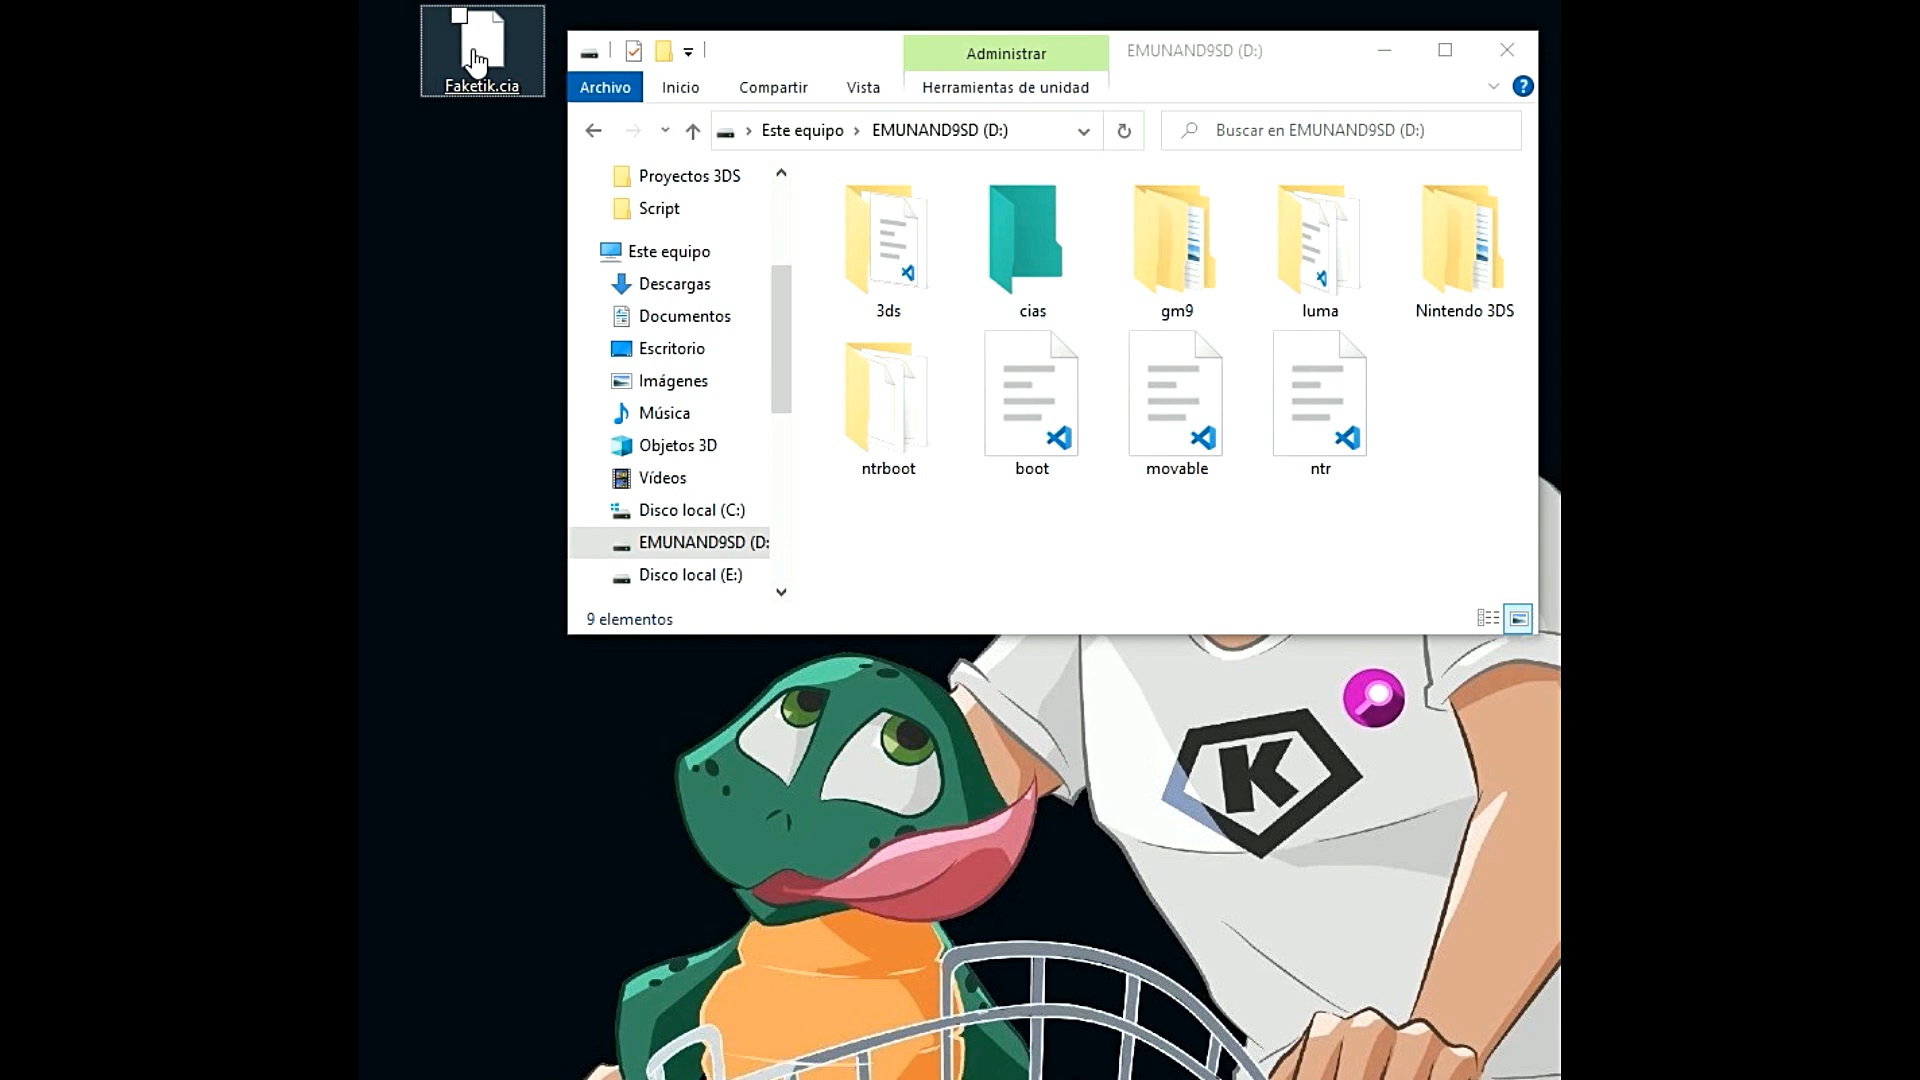 Faketik.cia
Administrar
EMUNAND9SD (D:)
Archivo
Inicio
Compartir
Vista
Herramientas de unidad
?
Este equipo
EMUNAND9SD (D:)
Buscar en EMUNAND9SD (D:)
Proyectos 3DS
Script
Este equipo
Descargas
Documentos
Escritorio
Imágenes
Música
Objetos 3D
Vídeos
Disco local (C:)
EMUNAND9SD (D:
Disco local (E:)
3ds
cias
gm9
luma
Nintendo 3DS
ntrboot
boot
movable
ntr
9 elementos
K